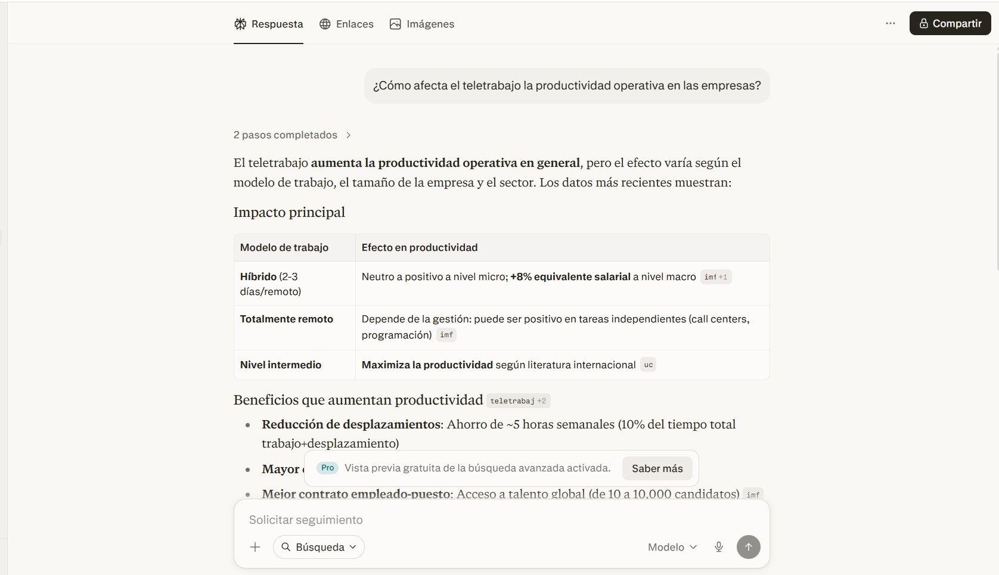 Respuesta Enlaces Imágenes ··· Compartir
¿Cómo afecta el teletrabajo la productividad operativa en las empresas?
2 pasos completados
El teletrabajo aumenta la productividad operativa en general, pero el efecto varía según el
modelo de trabajo, el tamaño de la empresa y el sector. Los datos más recientes muestran:
Impacto principal
Modelo de trabajo Efecto en productividad
Híbrido (2-3 Neutro a positivo a nivel micro; +8% equivalente salarial a nivel macro imf +1
días/remoto)
Totalmente remoto Depende de la gestión: puede ser positivo en tareas independientes (call centers,
programación) imf
Nivel intermedio Maximiza la productividad según literatura internacional uc
Beneficios que aumentan productividad teletrabaj +2
• Reducción de desplazamientos: Ahorro de ~5 horas semanales (10% del tiempo total
trabajo+desplazamiento)
• Mayor
Pro Vista previa gratuita de la búsqueda avanzada activada. Saber más
• Mejor contrato empleado-puesto: Acceso a talento global (de 10 a 10,000 candidatos) imf
Solicitar seguimiento
Búsqueda Modelo